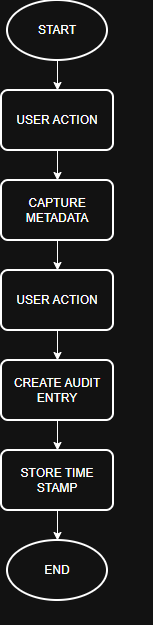 START
USER ACTION
CAPTURE
METADATA
USER ACTION
CREATE AUDIT
ENTRY
STORE TIME
STAMP
END